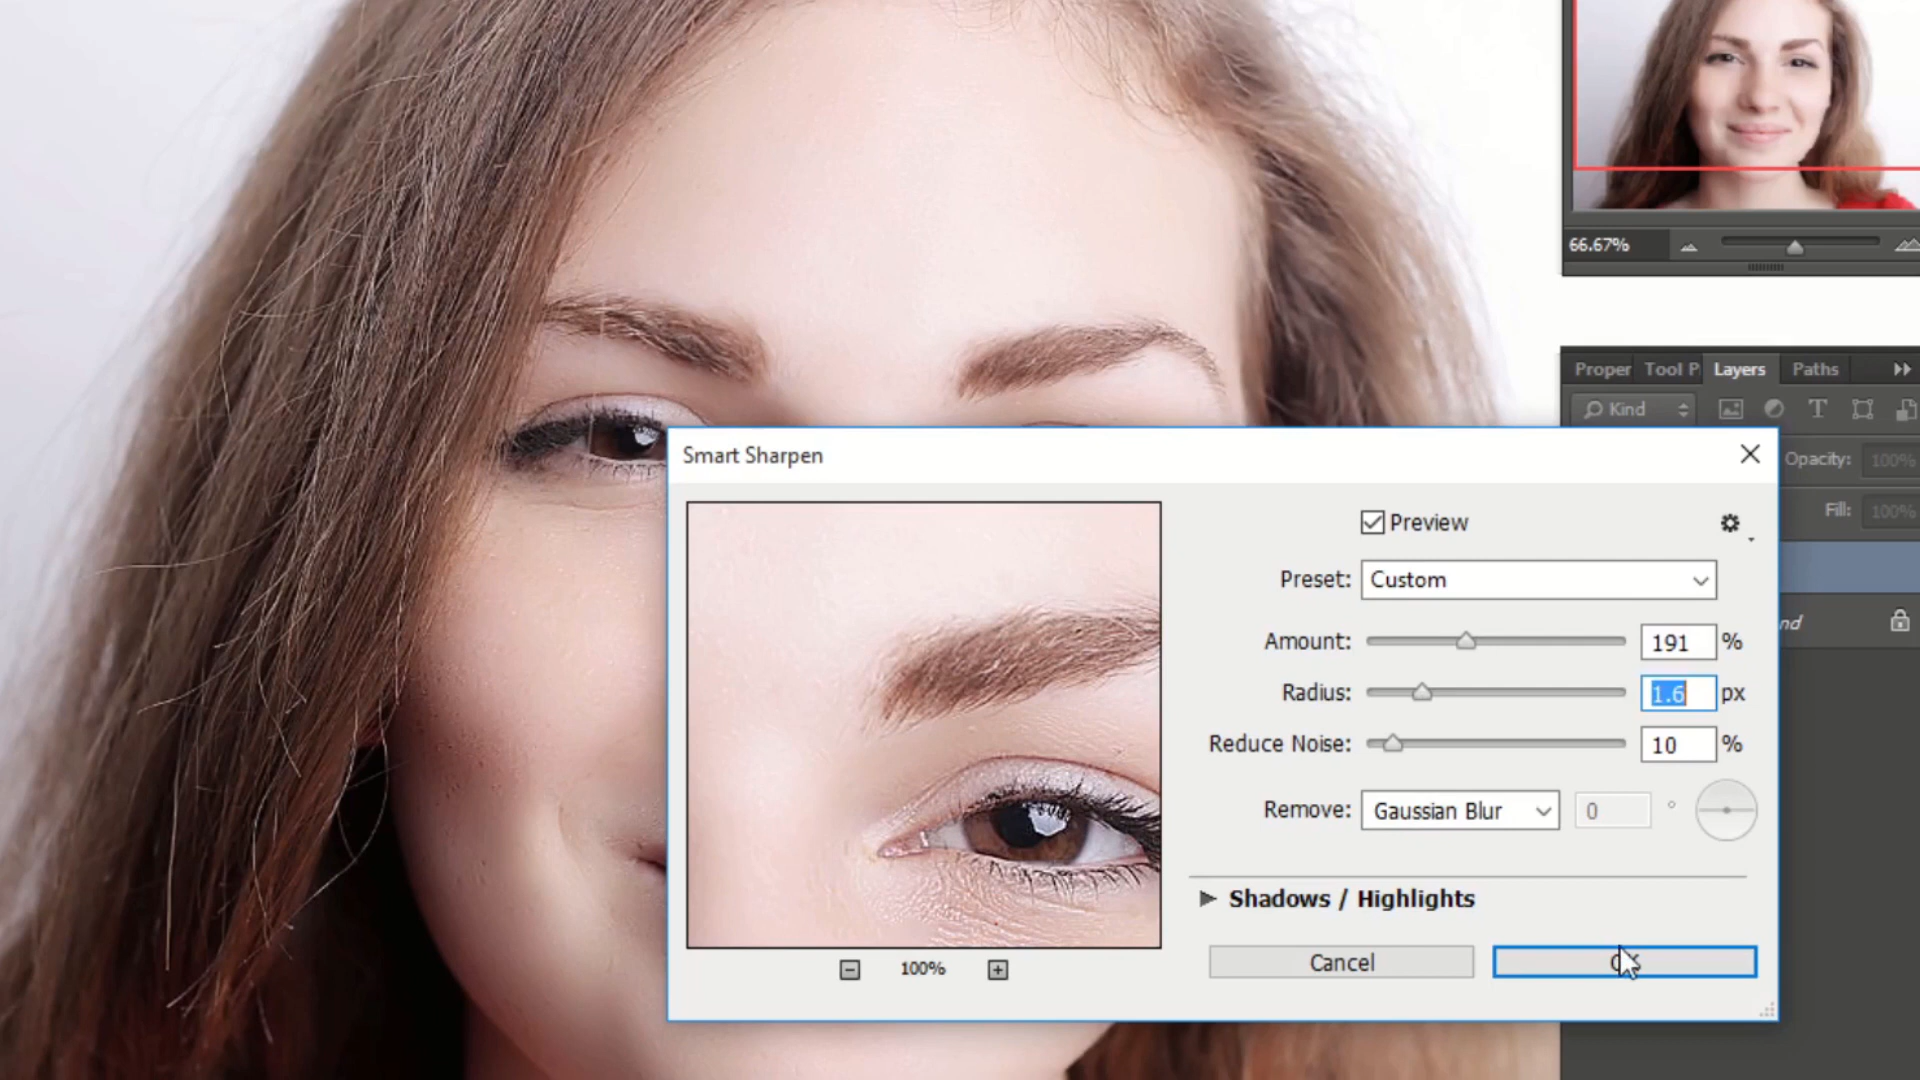 66.67%
Proper Tool P Layers Paths
Kind
Opacity: 100%
Fill: 100%
Smart Sharpen
Preview
Preset: Custom
Amount: 191 %
Radius: 1.6 px
Reduce Noise: 10 %
Remove: Gaussian Blur 0 °
nd
Shadows / Highlights
100%
Cancel OK